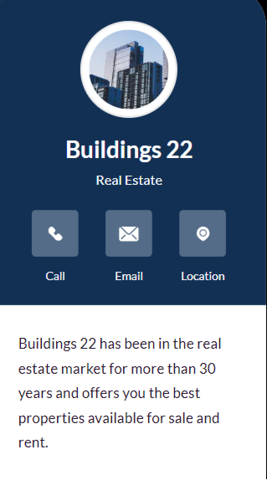 Buildings 22
Real Estate
Call Email Location
Buildings 22 has been in the real
estate market for more than 30
years and offers you the best
properties available for sale and
rent.